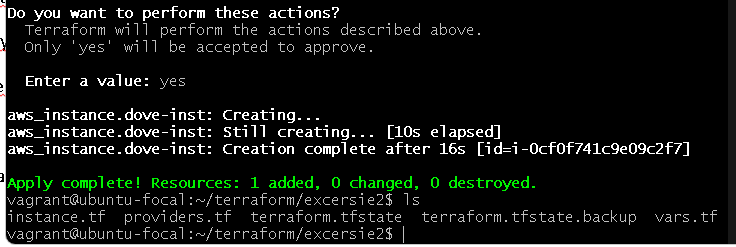 Do you want to perform these actions?
Terraform will perform the actions described above.
Only 'yes' will be accepted to approve.
Enter a value: yes
aws_instance.dove-inst: Creating...
aws_instance.dove-inst: Still creating... [10s elapsed]
aws_instance.dove-inst: Creation complete after 16s [id=i-0cf0f741c9e09c2f7]
Apply complete! Resources: 1 added, 0 changed, 0 destroyed.
vagrant@ubuntu-focal:~/terraform/excersie2$ ls
instance.tf  providers.tf  terraform.tfstate  terraform.tfstate.backup  vars.tf
vagrant@ubuntu-focal:~/terraform/excersie2$